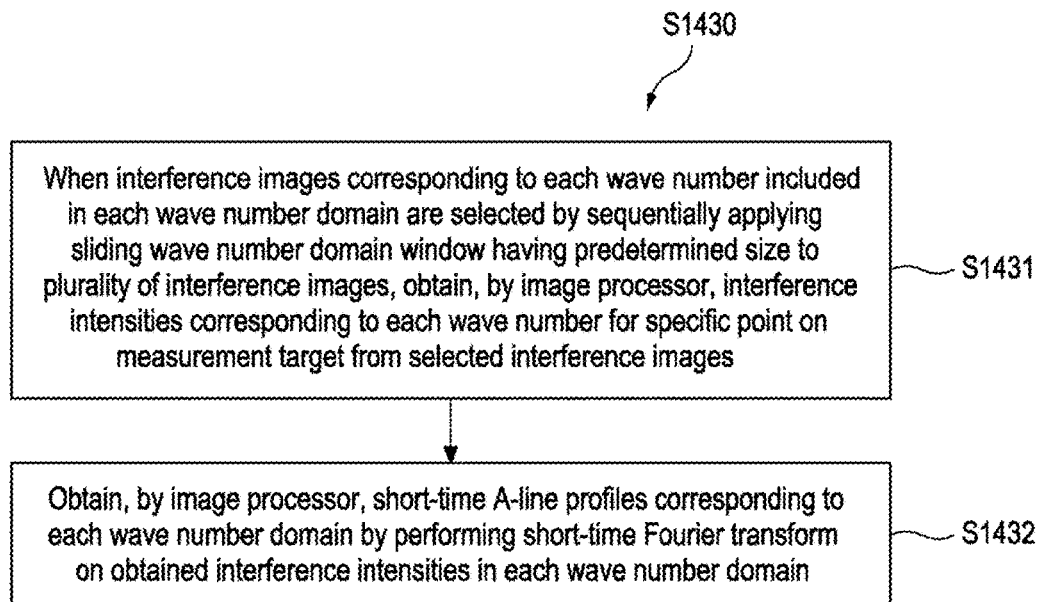 S1430
When interference images corresponding to each wave number included
in each wave number domain are selected by sequentially applying
sliding wave number domain window having predetermined size to
plurality of interference images, obtain, by image processor, interference
intensities corresponding to each wave number for specific point on
measurement target from selected interference images
S1431
Obtain, by image processor, short-time A-line profiles corresponding to
each wave number domain by performing short-time Fourier transform
on obtained interference intensities in each wave number domain
S1432